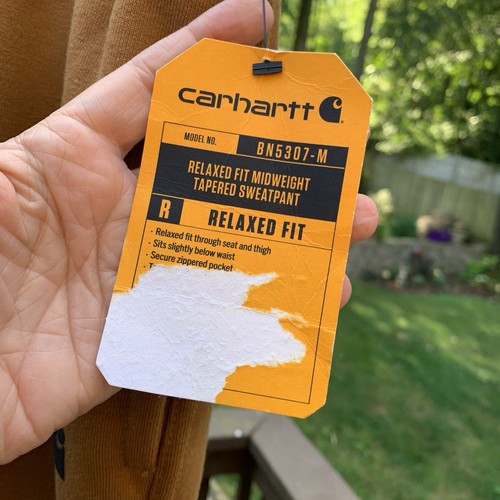 carhartt
MODEL NO. BN5307-M
RELAXED FIT MIDWEIGHT
TAPERED SWEATPANT
R RELAXED FIT
· Relaxed fit through seat and thigh
· Sits slightly below waist
· Secure zippered pocket